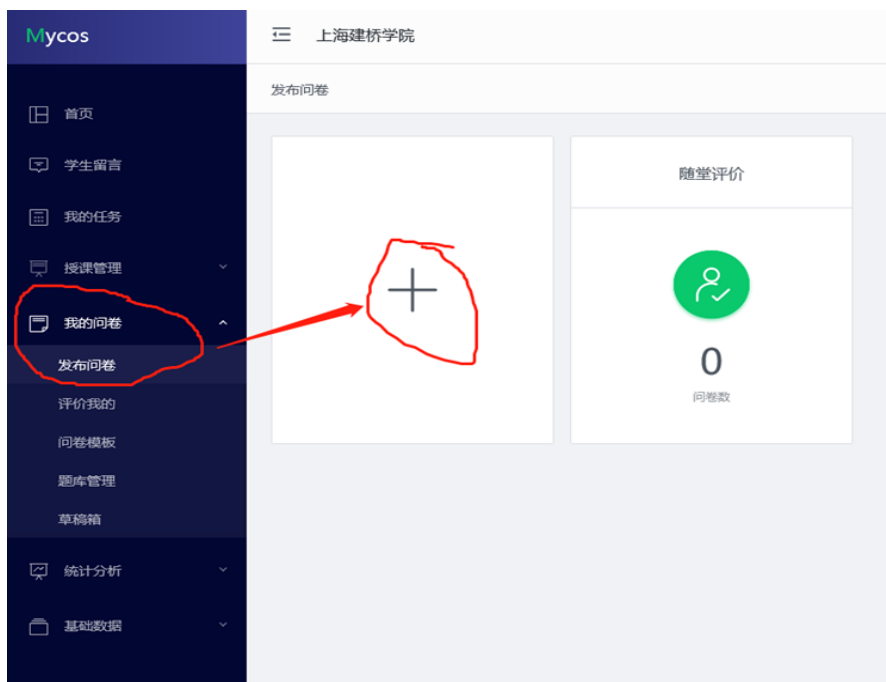 Mycos
上海建桥学院
发布问卷
首页
学生留言
我的任务
授课管理
我的问卷
发布问卷
评价我的
问卷模板
题库管理
草稿箱
统计分析
基础数据
随堂评价
0
问卷数